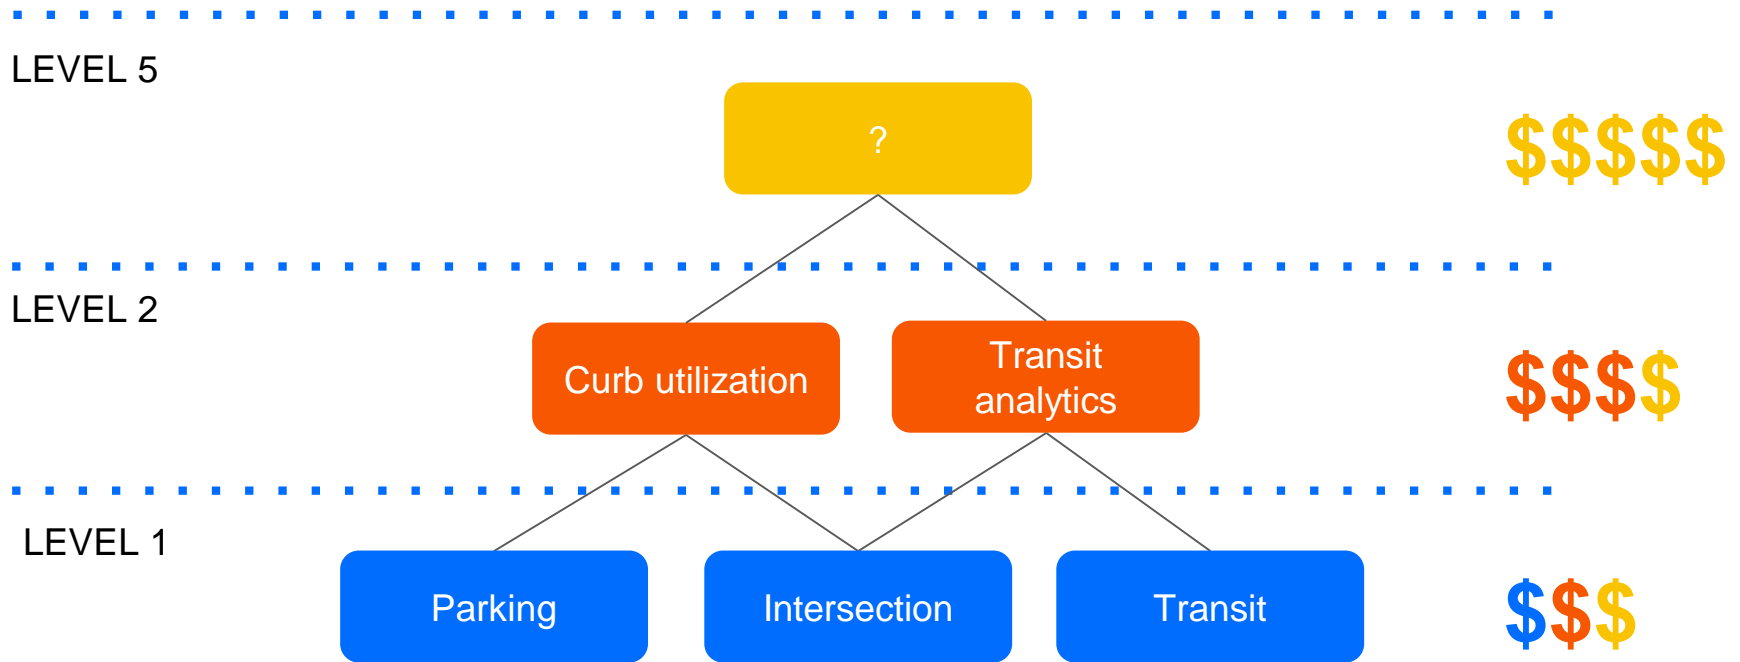 LEVEL 5
?
$$$$$
LEVEL 2
Curb utilization
Transit
analytics
$$$$
LEVEL 1
Parking
Intersection
Transit
$$$